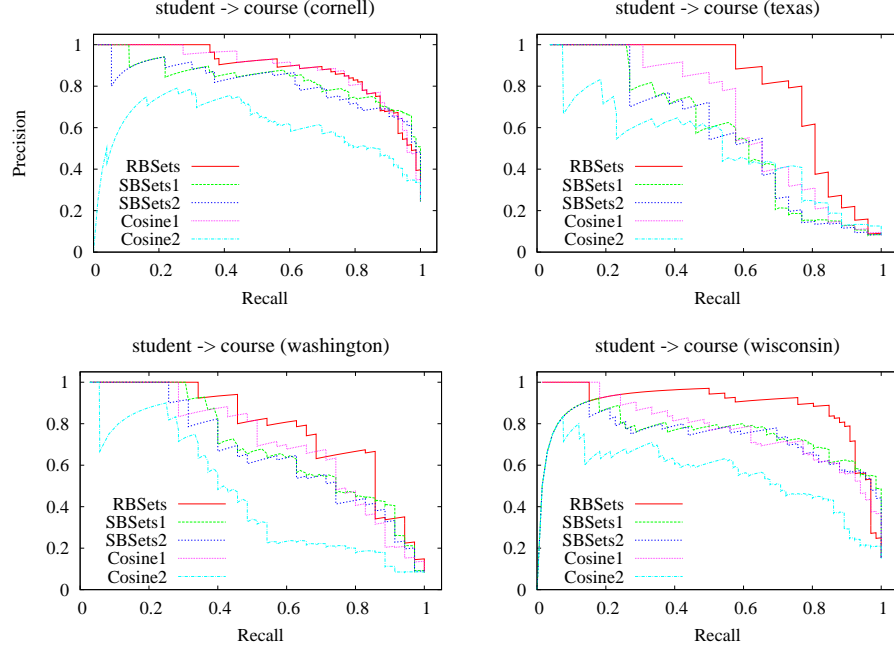 student -> course (cornell)
1
0.8
0.6
0.4
0.2
0
Precision
RBSets
SBSets1
SBSets2
Cosine1
Cosine2
0 0.2 0.4 0.6 0.8 1
Recall
student -> course (texas)
1
0.8
0.6
0.4
0.2
0
RBSets
SBSets1
SBSets2
Cosine1
Cosine2
0 0.2 0.4 0.6 0.8 1
Recall
student -> course (washington)
1
0.8
0.6
0.4
0.2
0
RBSets
SBSets1
SBSets2
Cosine1
Cosine2
0 0.2 0.4 0.6 0.8 1
Recall
student -> course (wisconsin)
1
0.8
0.6
0.4
0.2
0
RBSets
SBSets1
SBSets2
Cosine1
Cosine2
0 0.2 0.4 0.6 0.8 1
Recall